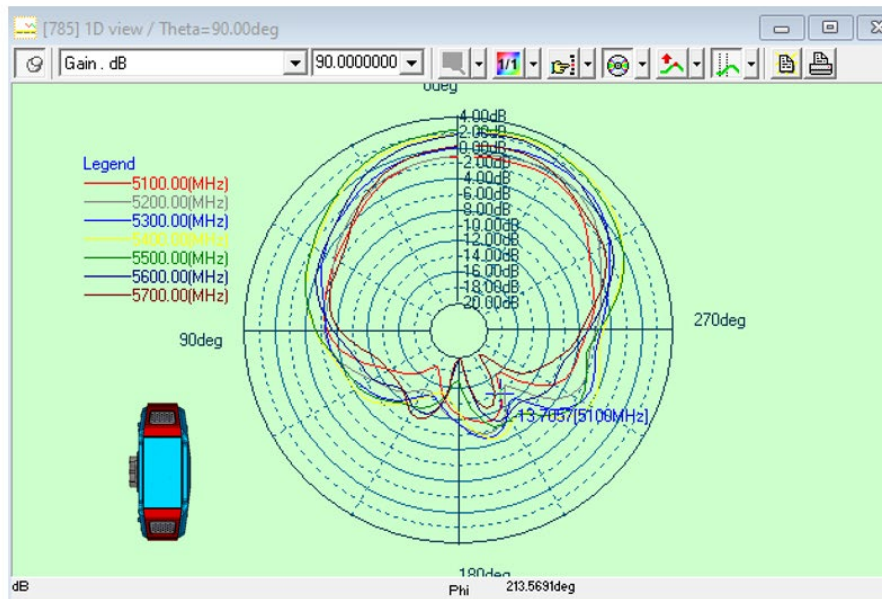 [785] 1D view / Theta=90.00deg
Gain . dB
90.0000000
1/1
0deg
4.00dB
2.00dB
0.00dB
-2.00dB
-4.00dB
-6.00dB
-8.00dB
-10.00dB
-12.00dB
-14.00dB
-16.00dB
-18.00dB
-20.00dB
Legend
5100.00(MHz)
5200.00(MHz)
5300.00(MHz)
5400.00(MHz)
5500.00(MHz)
5600.00(MHz)
5700.00(MHz)
90deg
270deg
-13.7057[5100MHz]
180deg
dB
Phi
213.5691deg